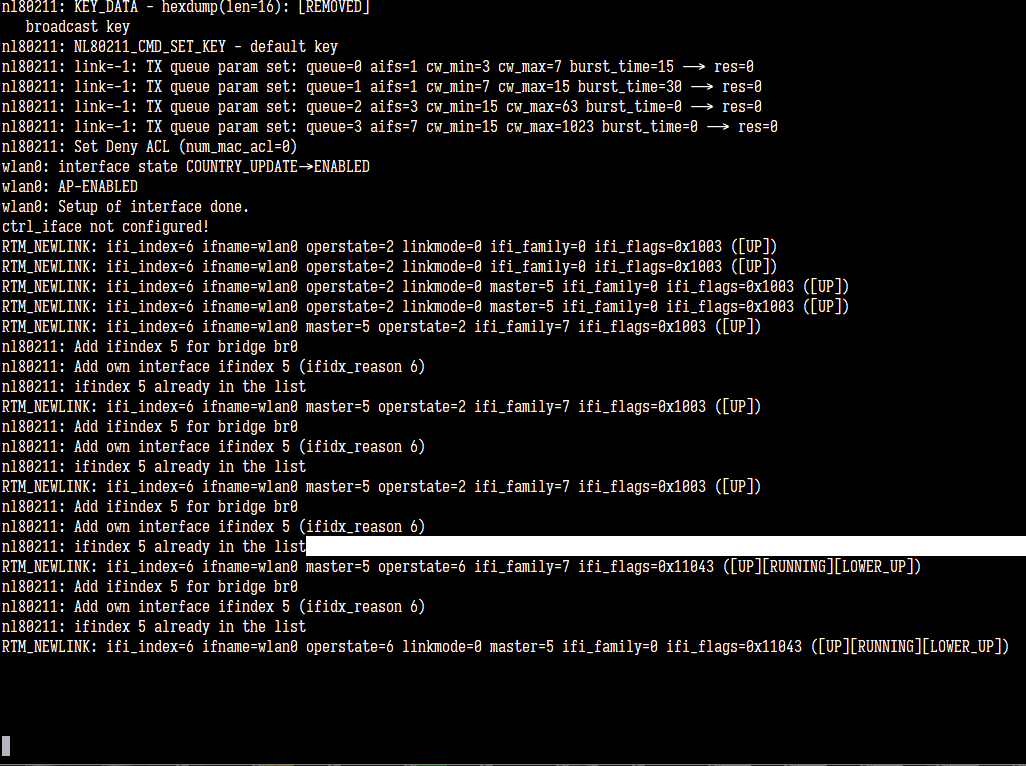 nl80211: KEY_DATA - hexdump(len=16): [REMOVED]
broadcast key
nl80211: NL80211_CMD_SET_KEY - default key
nl80211: link=-1: TX queue param set: queue=0 aifs=1 cw_min=3 cw_max=7 burst_time=15 --> res=0
nl80211: link=-1: TX queue param set: queue=1 aifs=1 cw_min=7 cw_max=15 burst_time=30 --> res=0
nl80211: link=-1: TX queue param set: queue=2 aifs=3 cw_min=15 cw_max=63 burst_time=0 --> res=0
nl80211: link=-1: TX queue param set: queue=3 aifs=7 cw_min=15 cw_max=1023 burst_time=0 --> res=0
nl80211: Set Deny ACL (num_mac_acl=0)
wlan0: interface state COUNTRY_UPDATE->ENABLED
wlan0: AP-ENABLED
wlan0: Setup of interface done.
ctrl_iface not configured!
RTM_NEWLINK: ifi_index=6 ifname=wlan0 operstate=2 linkmode=0 ifi_family=0 ifi_flags=0x1003 ([UP])
RTM_NEWLINK: ifi_index=6 ifname=wlan0 operstate=2 linkmode=0 ifi_family=0 ifi_flags=0x1003 ([UP])
RTM_NEWLINK: ifi_index=6 ifname=wlan0 operstate=2 linkmode=0 master=5 ifi_family=0 ifi_flags=0x1003 ([UP])
RTM_NEWLINK: ifi_index=6 ifname=wlan0 operstate=2 linkmode=0 master=5 ifi_family=0 ifi_flags=0x1003 ([UP])
RTM_NEWLINK: ifi_index=6 ifname=wlan0 master=5 operstate=2 ifi_family=7 ifi_flags=0x1003 ([UP])
nl80211: Add ifindex 5 for bridge br0
nl80211: Add own interface ifindex 5 (ifidx_reason 6)
nl80211: ifindex 5 already in the list
RTM_NEWLINK: ifi_index=6 ifname=wlan0 master=5 operstate=2 ifi_family=7 ifi_flags=0x1003 ([UP])
nl80211: Add ifindex 5 for bridge br0
nl80211: Add own interface ifindex 5 (ifidx_reason 6)
nl80211: ifindex 5 already in the list
RTM_NEWLINK: ifi_index=6 ifname=wlan0 master=5 operstate=2 ifi_family=7 ifi_flags=0x1003 ([UP])
nl80211: Add ifindex 5 for bridge br0
nl80211: Add own interface ifindex 5 (ifidx_reason 6)
nl80211: ifindex 5 already in the list
RTM_NEWLINK: ifi_index=6 ifname=wlan0 master=5 operstate=6 ifi_family=7 ifi_flags=0x11043 ([UP][RUNNING][LOWER_UP])
nl80211: Add ifindex 5 for bridge br0
nl80211: Add own interface ifindex 5 (ifidx_reason 6)
nl80211: ifindex 5 already in the list
RTM_NEWLINK: ifi_index=6 ifname=wlan0 operstate=6 linkmode=0 master=5 ifi_family=0 ifi_flags=0x11043 ([UP][RUNNING][LOWER_UP])